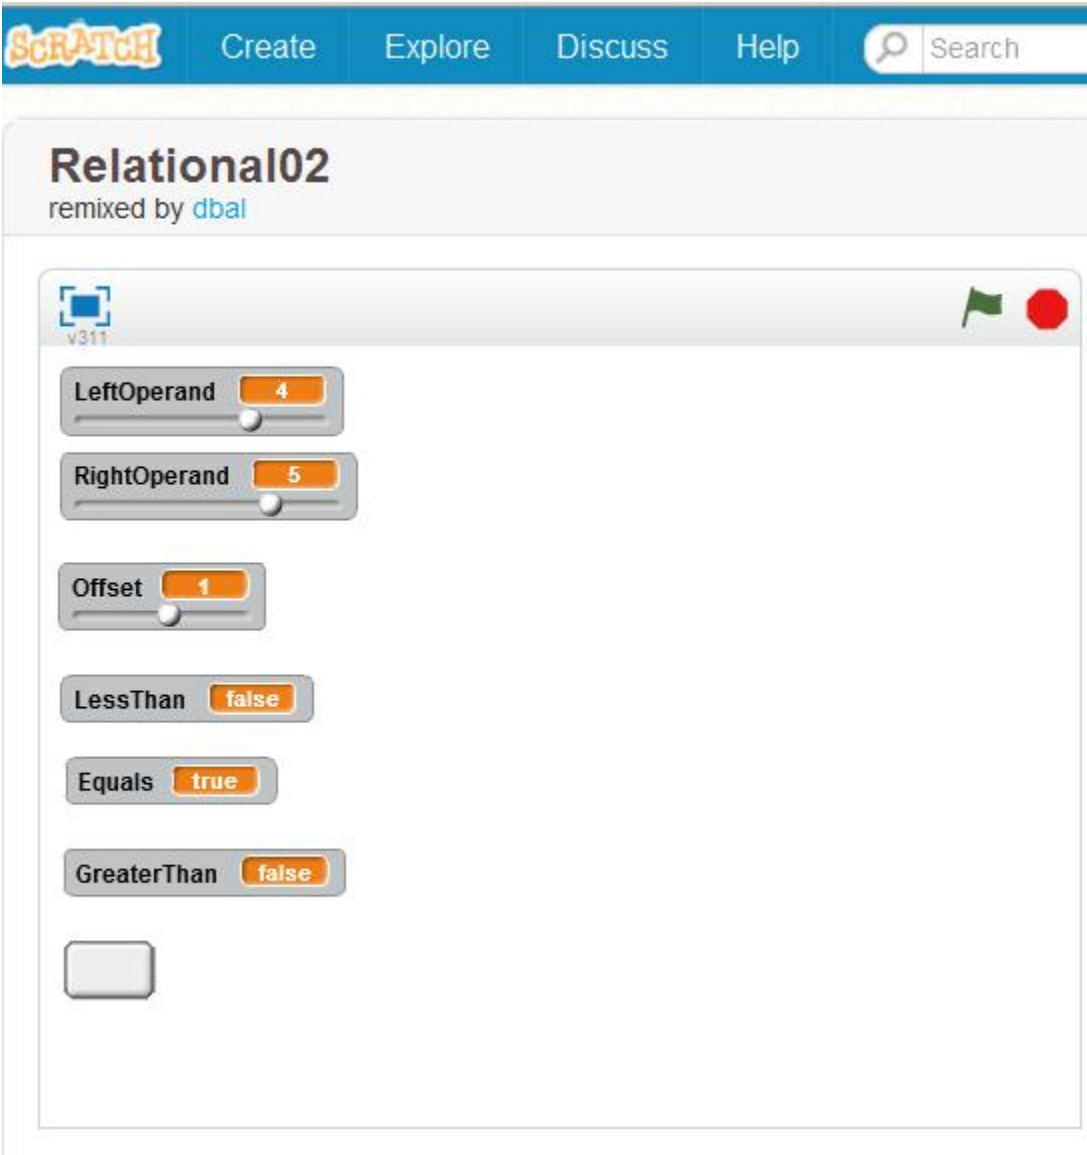 SCRATCH Create Explore Discuss Help Search
Relational02
remixed by dbal
v311
LeftOperand 4
RightOperand 5
Offset 1
LessThan false
Equals true
GreaterThan false